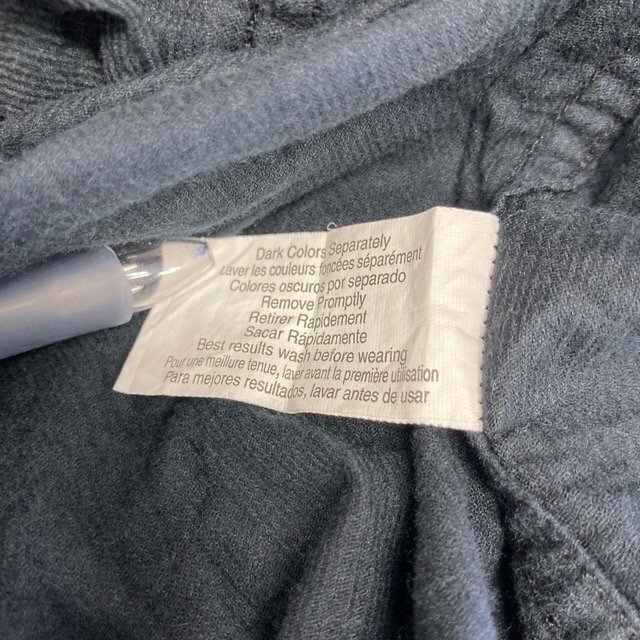 Dark Colors Separately
Laver les couleurs foncées séparément
Colores oscuros por separado
Remove Promptly
Retirer Rapidement
Sacar Rápidamente
Best results wash before wearing
Pour une meillure tenue, laver avant la première utilisation
Para mejores resultados, lavar antes de usar